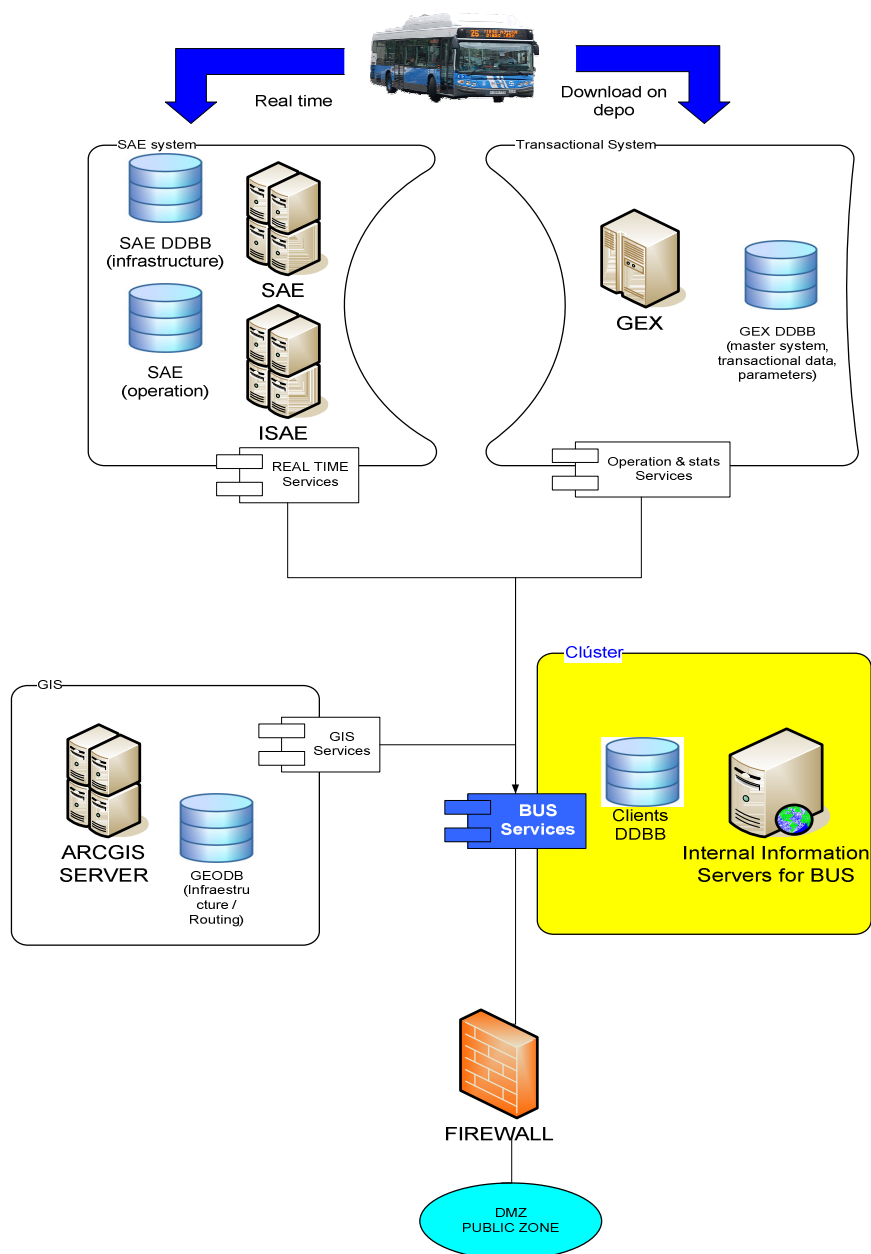 Real time
Download on
depo
SAE system
Transactional System
SAE DDBB
(infrastructure)
SAE
SAE
(operation)
ISAE
GEX
GEX DDBB
(master system,
transactional data,
parameters)
REAL TIME
Services
Operation & stats
Services
Clúster
GIS
GIS
Services
ARCGIS
SERVER
GEODB
(Infraestru
cture /
Routing)
BUS
Services
Clients
DDBB
Internal Information
Servers for BUS
FIREWALL
DMZ
PUBLIC ZONE